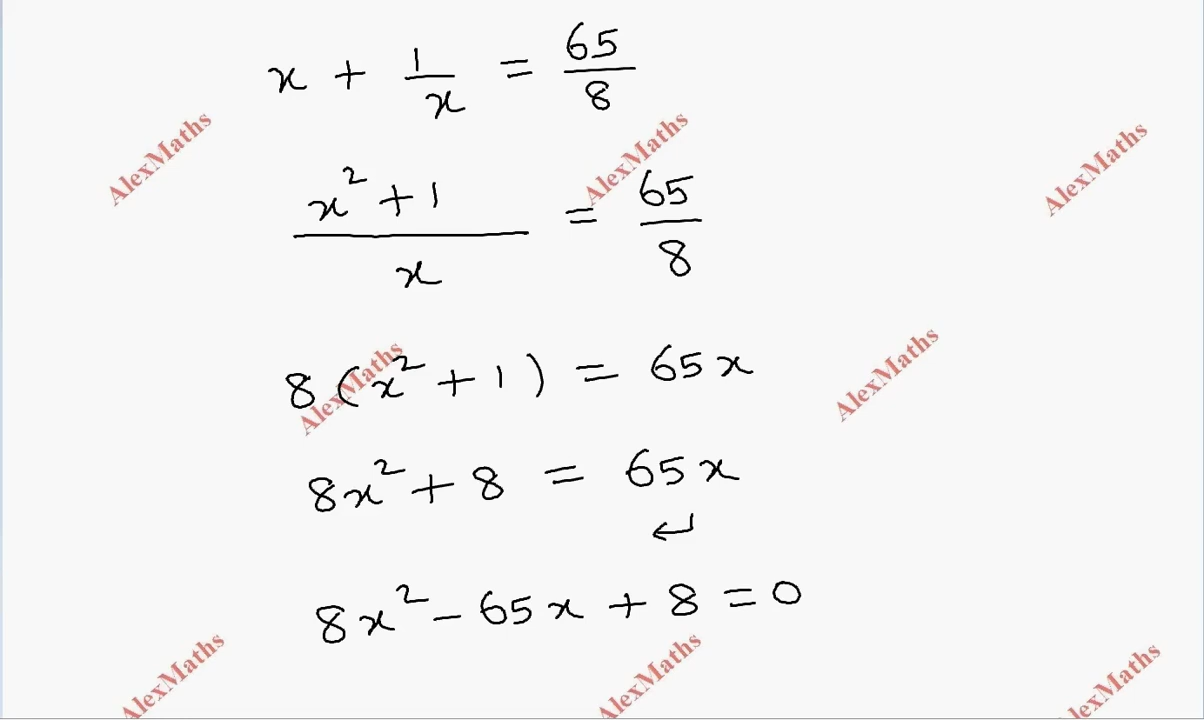 x + 1/x = 65/8
AlexMaths AlexMaths AlexMaths
(x² + 1)/x = 65/8
8(x² + 1) = 65x
AlexMaths AlexMaths
8x² + 8 = 65x
↵
8x² − 65x + 8 = 0
AlexMaths AlexMaths AlexMaths